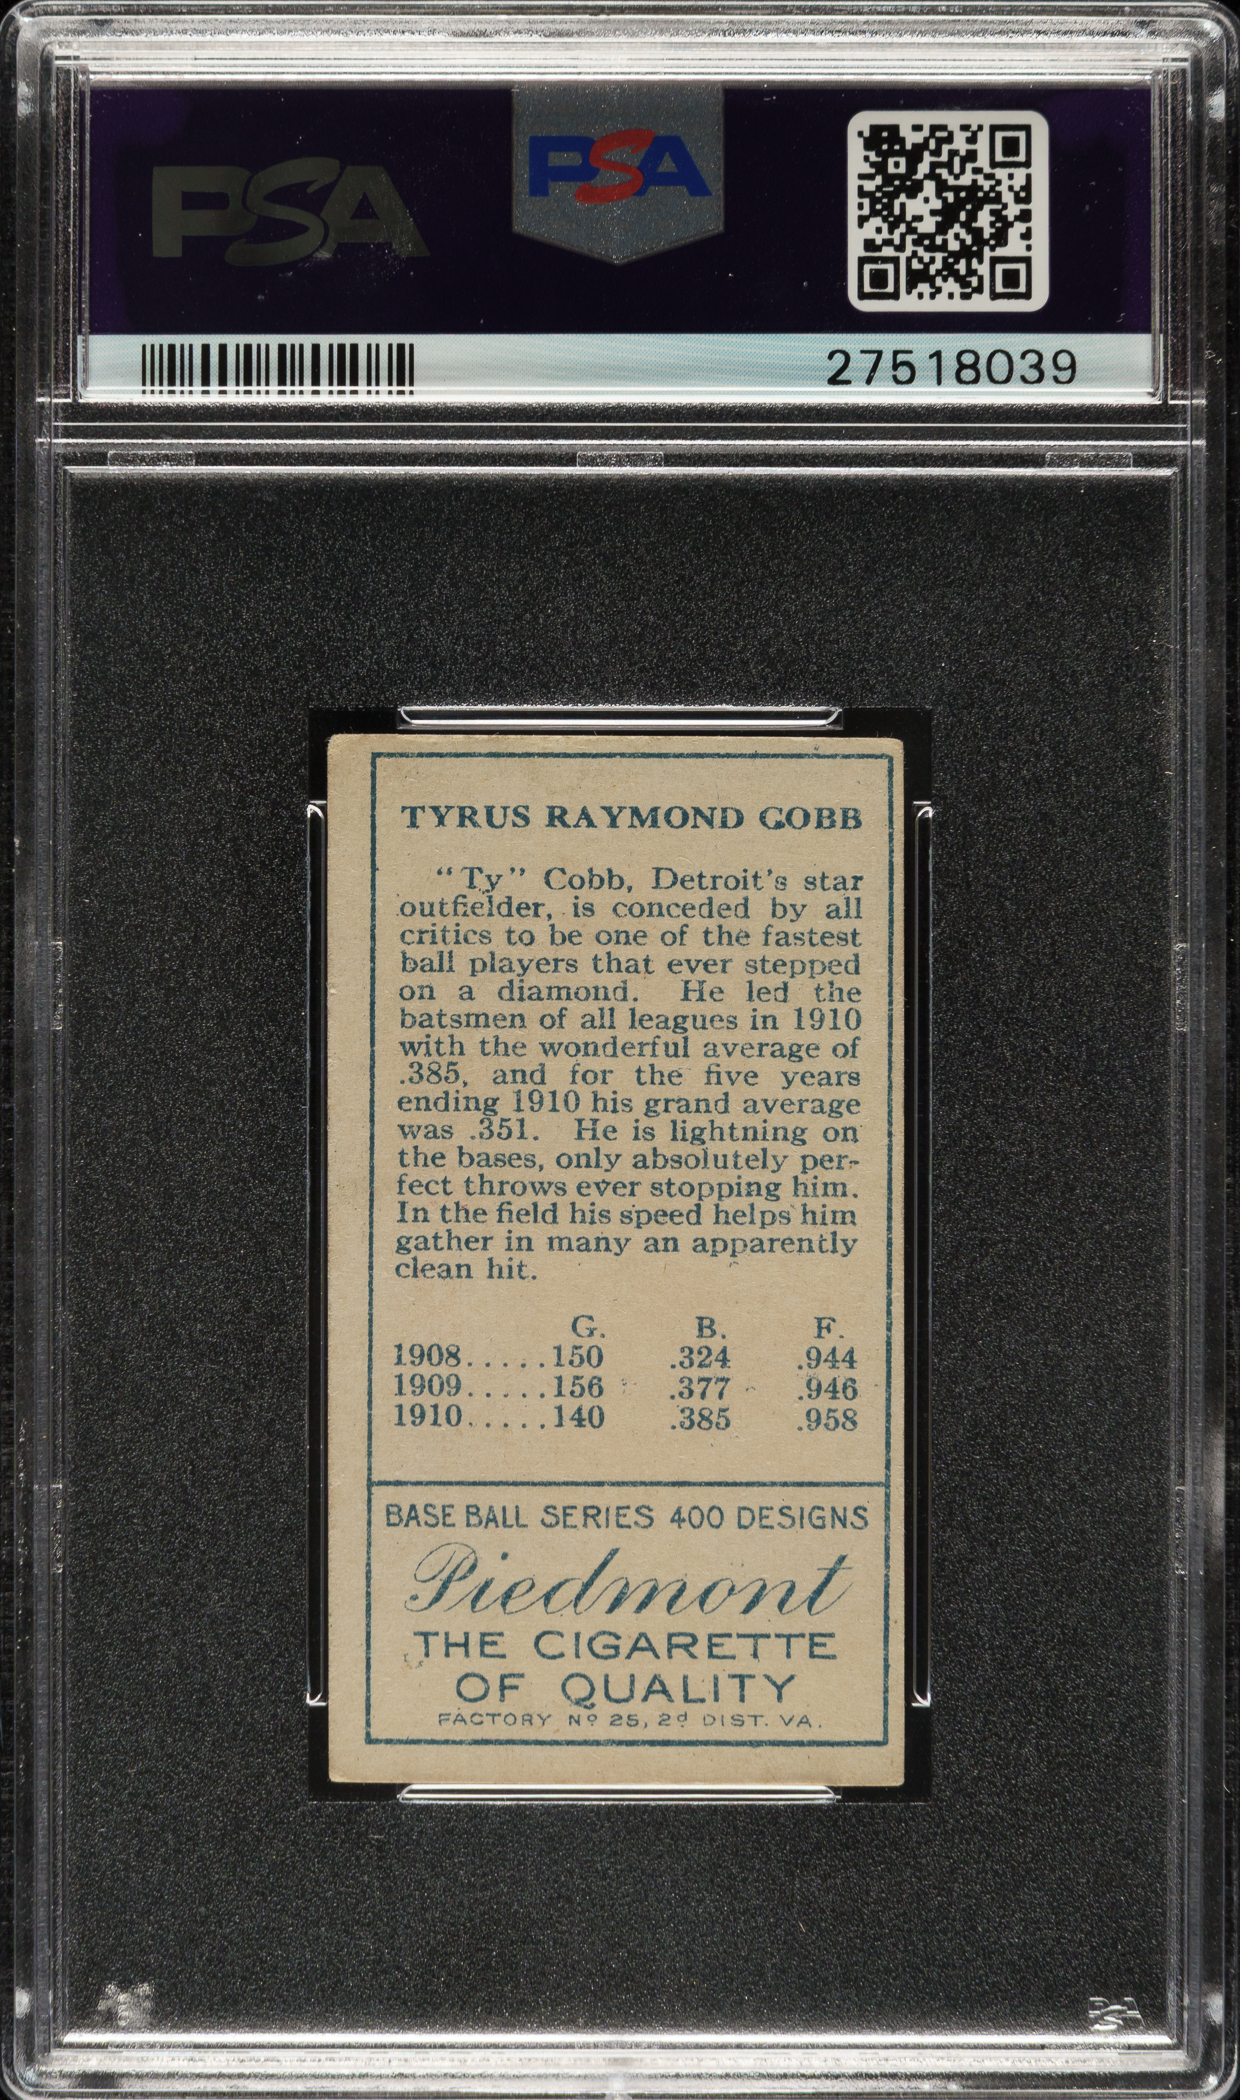 PSA
PSA
27518039
TYRUS RAYMOND COBB
"Ty" Cobb, Detroit's star
outfielder, is conceded by all
critics to be one of the fastest
ball players that ever stepped
on a diamond. He led the
batsmen of all leagues in 1910
with the wonderful average of
.385, and for the five years
ending 1910 his grand average
was .351. He is lightning on
the bases, only absolutely per-
fect throws ever stopping him.
In the field his speed helps him
gather in many an apparently
clean hit.
G. B. F.
1908.....150 .324 .944
1909.....156 .377 .946
1910.....140 .385 .958
BASE BALL SERIES 400 DESIGNS
Piedmont
THE CIGARETTE
OF QUALITY
FACTORY Nº 25, 2d DIST. VA.
PSA